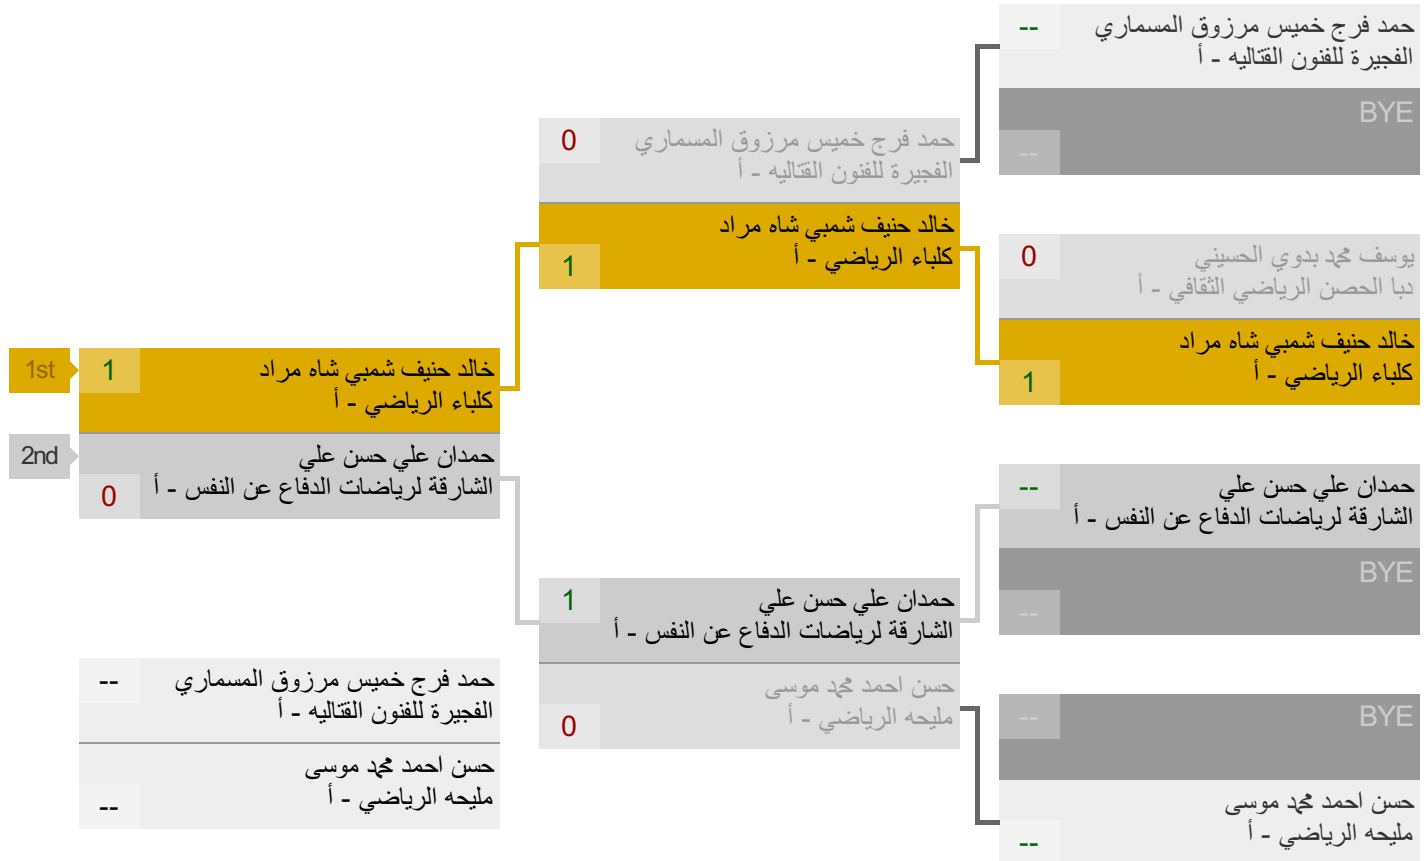 حمد فرج خميس مرزوق المسماري
--
الفجيرة للفنون القتاليه - أ
BYE
--
حمد فرج خميس مرزوق المسماري
0
الفجيرة للفنون القتاليه - أ
خالد حنيف شمبي شاه مراد
كلباء الرياضي - أ
1
يوسف محمد بدوي الحسيني
0
دبا الحصن الرياضي الثقافي - أ
خالد حنيف شمبي شاه مراد
كلباء الرياضي - أ
1
1st
1
خالد حنيف شمبي شاه مراد
كلباء الرياضي - أ
2nd
حمدان علي حسن علي
الشارقة لرياضات الدفاع عن النفس - أ
0
حمدان علي حسن علي
--
الشارقة لرياضات الدفاع عن النفس - أ
BYE
--
حمدان علي حسن علي
1
الشارقة لرياضات الدفاع عن النفس - أ
حسن احمد محمد موسى
مليحه الرياضي - أ
0
BYE
--
حسن احمد محمد موسى
مليحه الرياضي - أ
--
حمد فرج خميس مرزوق المسماري
--
الفجيرة للفنون القتاليه - أ
حسن احمد محمد موسى
مليحه الرياضي - أ
--